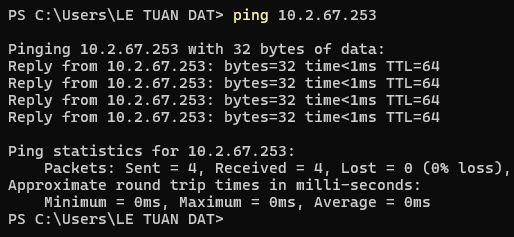 PS C:\Users\LE TUAN DAT> ping 10.2.67.253
Pinging 10.2.67.253 with 32 bytes of data:
Reply from 10.2.67.253: bytes=32 time<1ms TTL=64
Reply from 10.2.67.253: bytes=32 time<1ms TTL=64
Reply from 10.2.67.253: bytes=32 time<1ms TTL=64
Reply from 10.2.67.253: bytes=32 time<1ms TTL=64
Ping statistics for 10.2.67.253:
    Packets: Sent = 4, Received = 4, Lost = 0 (0% loss),
Approximate round trip times in milli-seconds:
    Minimum = 0ms, Maximum = 0ms, Average = 0ms
PS C:\Users\LE TUAN DAT>